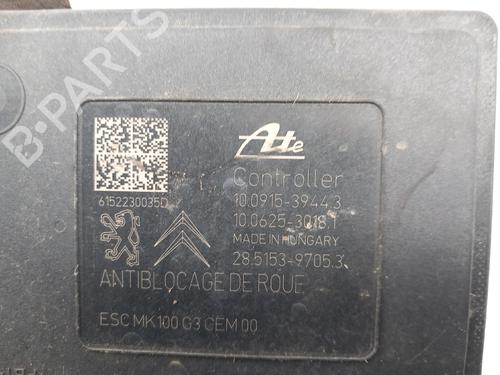 B-PARTS
Ate
6152230035D
Controller
10.0915-3944.3
10.0625-3018.1
MADE IN HUNGARY
28.5153-9705.3
ANTIBLOCAGE DE ROUE
ESC MK100 G3 CEM 00